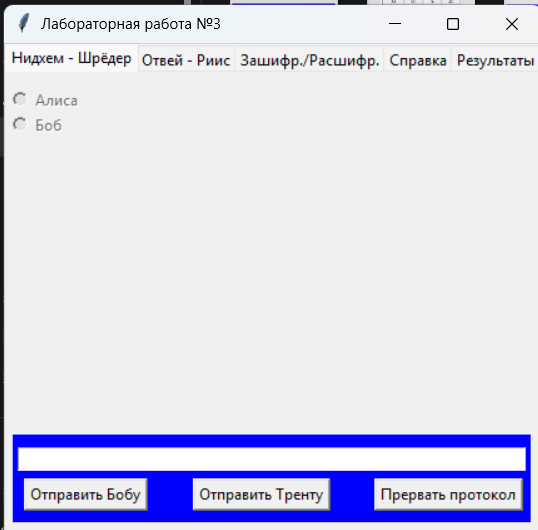 Лабораторная работа №3
Нидхем - Шрёдер Отвей - Риис Зашифр./Расшифр. Справка Результаты
Алиса
Боб
Отправить Бобу Отправить Тренту Прервать протокол